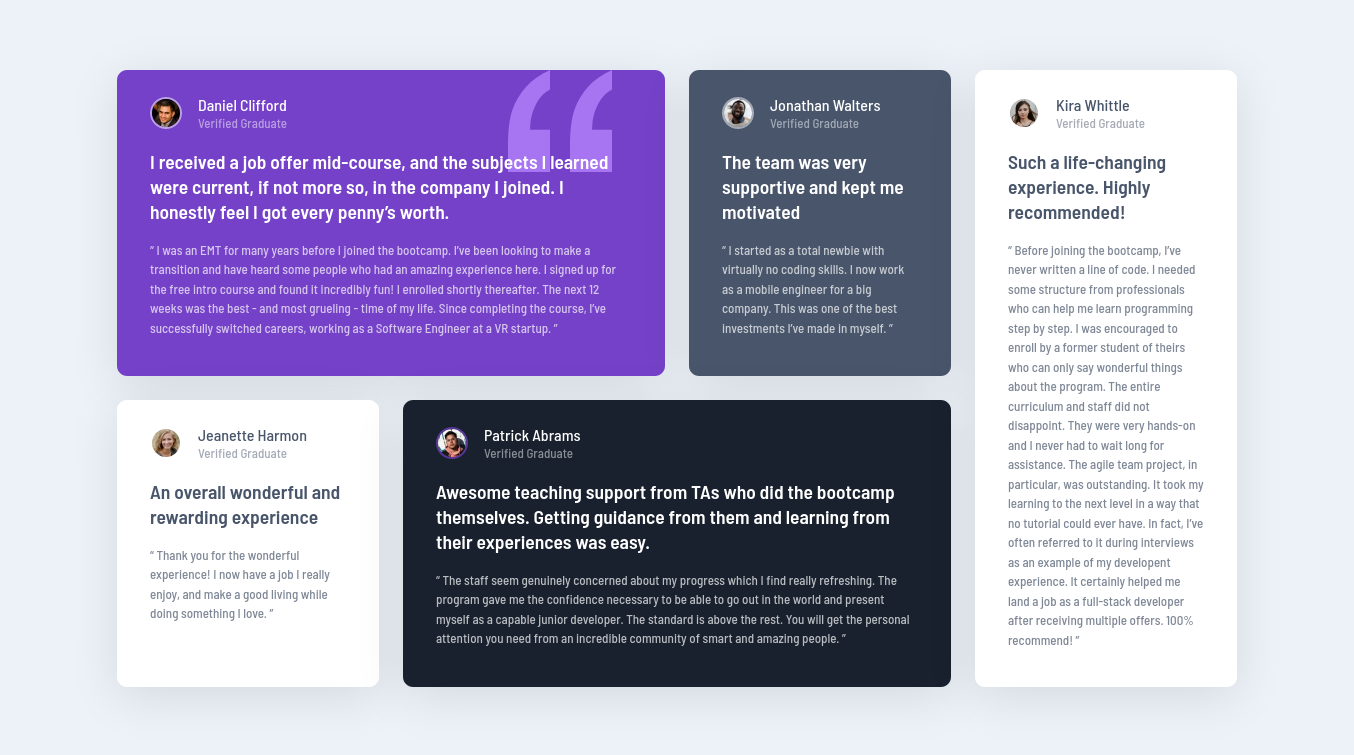 Daniel Clifford
Verified Graduate
I received a job offer mid-course, and the subjects I learned
were current, if not more so, in the company I joined. I
honestly feel I got every penny’s worth.
“ I was an EMT for many years before I joined the bootcamp. I’ve been looking to make a
transition and have heard some people who had an amazing experience here. I signed up for
the free intro course and found it incredibly fun! I enrolled shortly thereafter. The next 12
weeks was the best - and most grueling - time of my life. Since completing the course, I’ve
successfully switched careers, working as a Software Engineer at a VR startup. ”
Jonathan Walters
Verified Graduate
The team was very
supportive and kept me
motivated
“ I started as a total newbie with
virtually no coding skills. I now work
as a mobile engineer for a big
company. This was one of the best
investments I’ve made in myself. ”
Kira Whittle
Verified Graduate
Such a life-changing
experience. Highly
recommended!
“ Before joining the bootcamp, I’ve
never written a line of code. I needed
some structure from professionals
who can help me learn programming
step by step. I was encouraged to
enroll by a former student of theirs
who can only say wonderful things
about the program. The entire
curriculum and staff did not
disappoint. They were very hands-on
and I never had to wait long for
assistance. The agile team project, in
particular, was outstanding. It took my
learning to the next level in a way that
no tutorial could ever have. In fact, I’ve
often referred to it during interviews
as an example of my developent
experience. It certainly helped me
land a job as a full-stack developer
after receiving multiple offers. 100%
recommend! ”
Jeanette Harmon
Verified Graduate
An overall wonderful and
rewarding experience
“ Thank you for the wonderful
experience! I now have a job I really
enjoy, and make a good living while
doing something I love. ”
Patrick Abrams
Verified Graduate
Awesome teaching support from TAs who did the bootcamp
themselves. Getting guidance from them and learning from
their experiences was easy.
“ The staff seem genuinely concerned about my progress which I find really refreshing. The
program gave me the confidence necessary to be able to go out in the world and present
myself as a capable junior developer. The standard is above the rest. You will get the personal
attention you need from an incredible community of smart and amazing people. ”